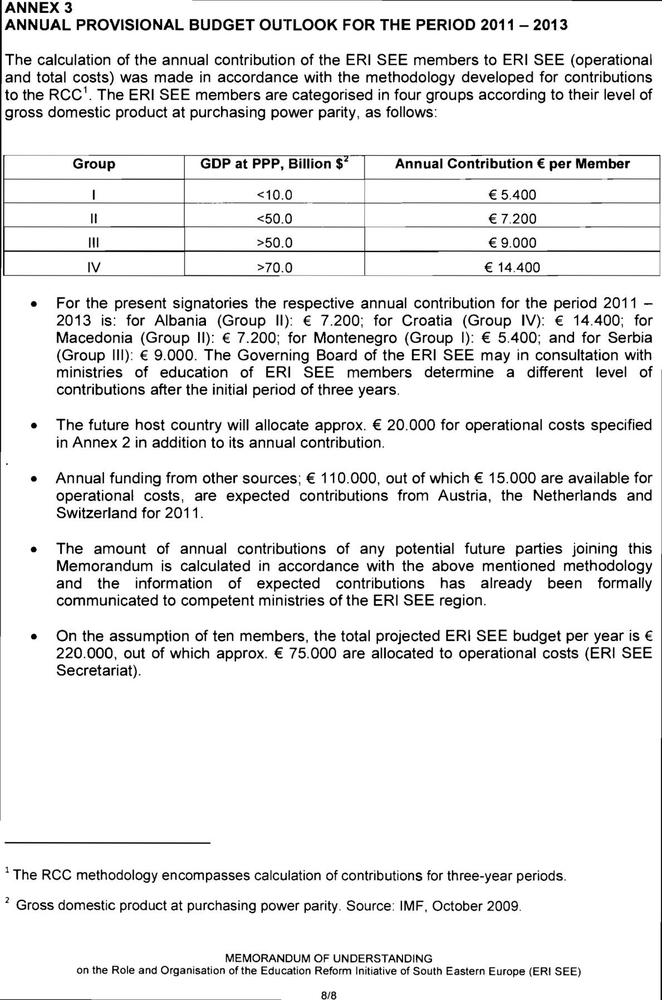 ANNEX 3
ANNUAL PROVISIONAL BUDGET OUTLOOK FOR THE PERIOD 2011 – 2013
The calculation of the annual contribution of the ERI SEE members to ERI SEE (operational
and total costs) was made in accordance with the methodology developed for contributions
to the RCC¹. The ERI SEE members are categorised in four groups according to their level of
gross domestic product at purchasing power parity, as follows:
Group GDP at PPP, Billion $² Annual Contribution € per Member
I <10.0 € 5.400
II <50.0 € 7.200
III >50.0 € 9.000
IV >70.0 € 14.400
• For the present signatories the respective annual contribution for the period 2011 –
2013 is: for Albania (Group II): € 7.200; for Croatia (Group IV): € 14.400; for
Macedonia (Group II): € 7.200; for Montenegro (Group I): € 5.400; and for Serbia
(Group III): € 9.000. The Governing Board of the ERI SEE may in consultation with
ministries of education of ERI SEE members determine a different level of
contributions after the initial period of three years.
• The future host country will allocate approx. € 20.000 for operational costs specified
in Annex 2 in addition to its annual contribution.
• Annual funding from other sources; € 110.000, out of which € 15.000 are available for
operational costs, are expected contributions from Austria, the Netherlands and
Switzerland for 2011.
• The amount of annual contributions of any potential future parties joining this
Memorandum is calculated in accordance with the above mentioned methodology
and the information of expected contributions has already been formally
communicated to competent ministries of the ERI SEE region.
• On the assumption of ten members, the total projected ERI SEE budget per year is €
220.000, out of which approx. € 75.000 are allocated to operational costs (ERI SEE
Secretariat).
¹ The RCC methodology encompasses calculation of contributions for three-year periods.
² Gross domestic product at purchasing power parity. Source: IMF, October 2009.
MEMORANDUM OF UNDERSTANDING
on the Role and Organisation of the Education Reform Initiative of South Eastern Europe (ERI SEE)
8/8